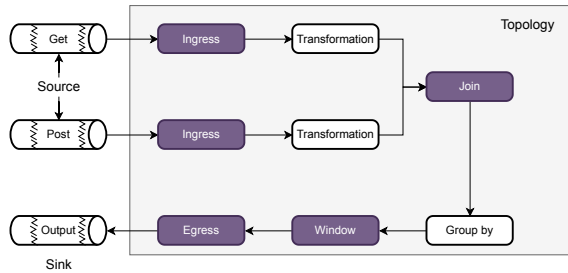 Topology
Get
Ingress
Transformation
Source
Join
Post
Ingress
Transformation
Output
Egress
Window
Group by
Sink